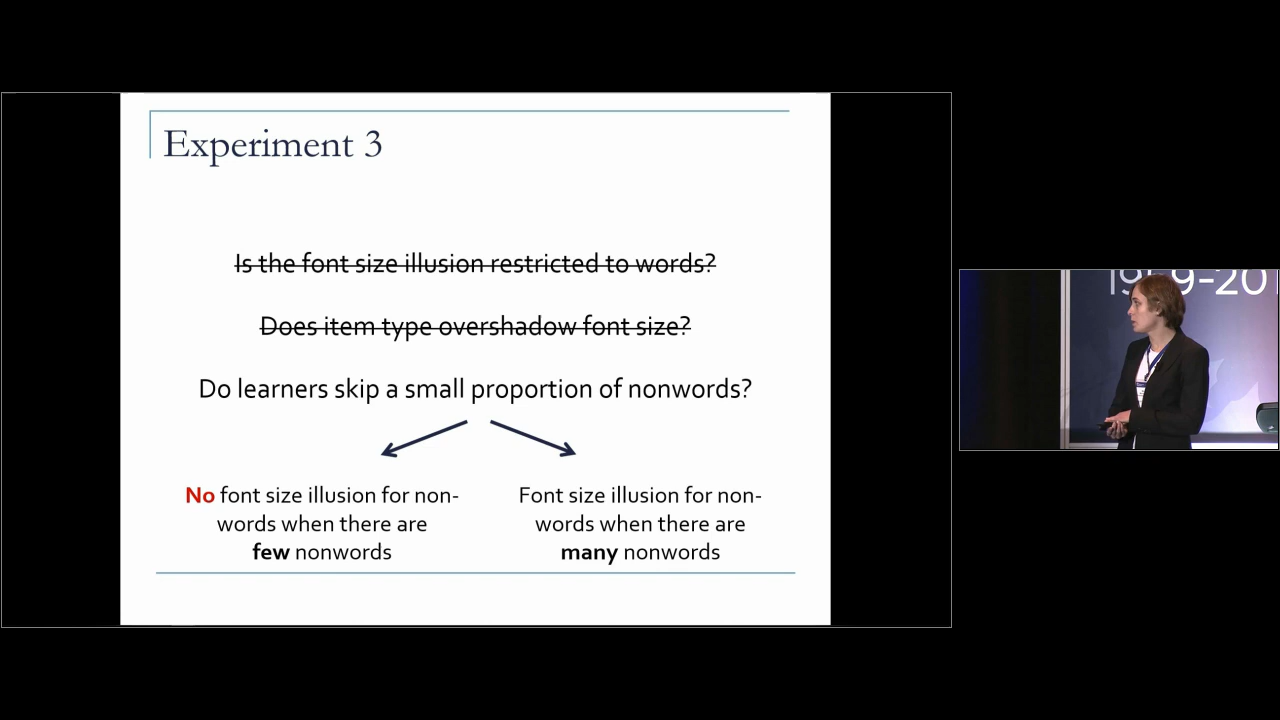 Experiment 3
Is the font size illusion restricted to words?
Does item type overshadow font size?
Do learners skip a small proportion of nonwords?
No font size illusion for non-
words when there are
few nonwords
Font size illusion for non-
words when there are
many nonwords